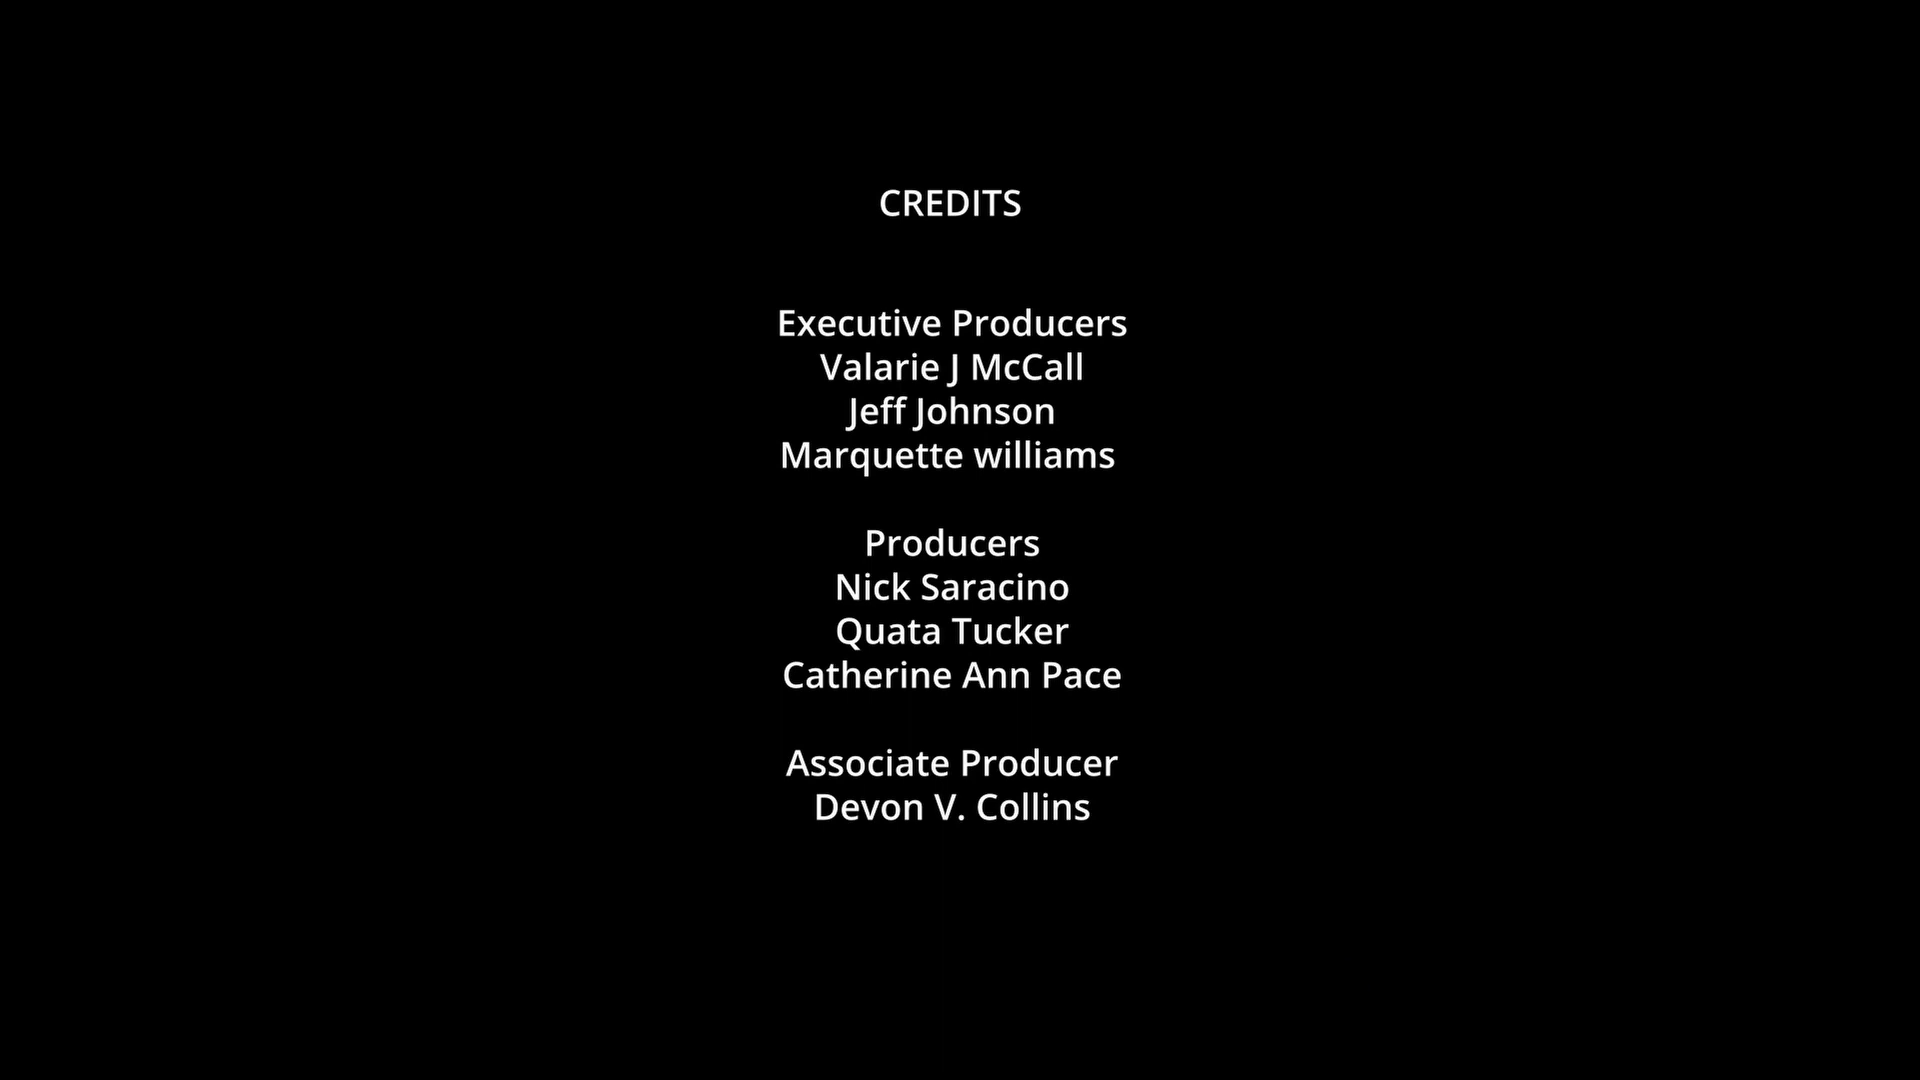 CREDITS
Executive Producers
Valarie J McCall
Jeff Johnson
Marquette williams
Producers
Nick Saracino
Quata Tucker
Catherine Ann Pace
Associate Producer
Devon V. Collins